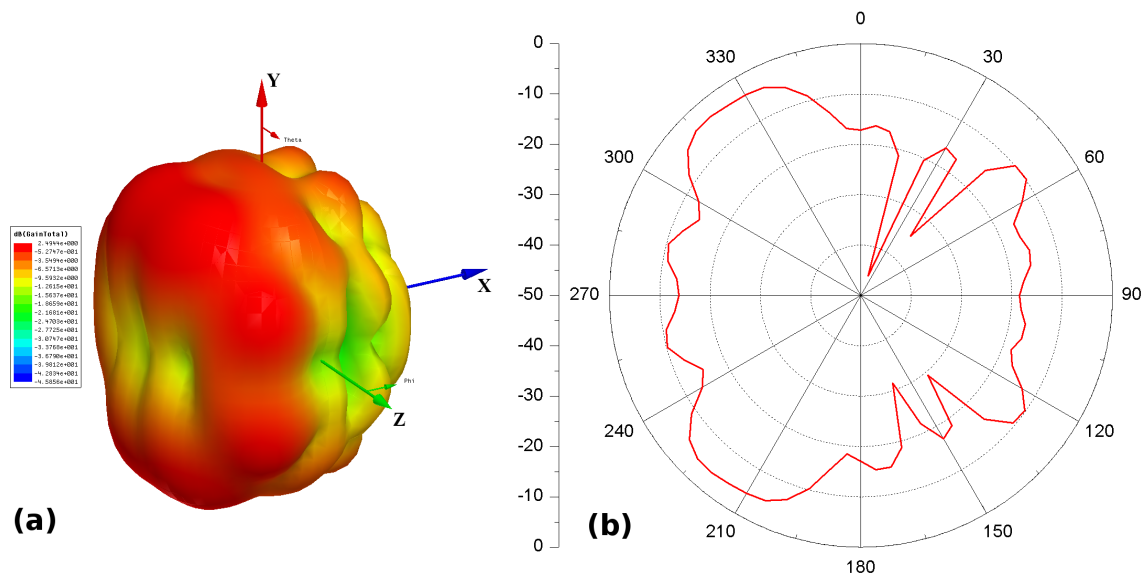 Y
Theta
X
Phi
Z
dB(GainTotal)
2.4944e+000
-5.2747e-001
-3.5494e+000
-6.5713e+000
-9.5932e+000
-1.2615e+001
-1.5637e+001
-1.8659e+001
-2.1681e+001
-2.4703e+001
-2.7725e+001
-3.0747e+001
-3.3768e+001
-3.6790e+001
-3.9812e+001
-4.2834e+001
-4.5856e+001
(a)
0
-10
-20
-30
-40
-50
-40
-30
-20
-10
0
0
30
60
90
120
150
180
210
240
270
300
330
(b)